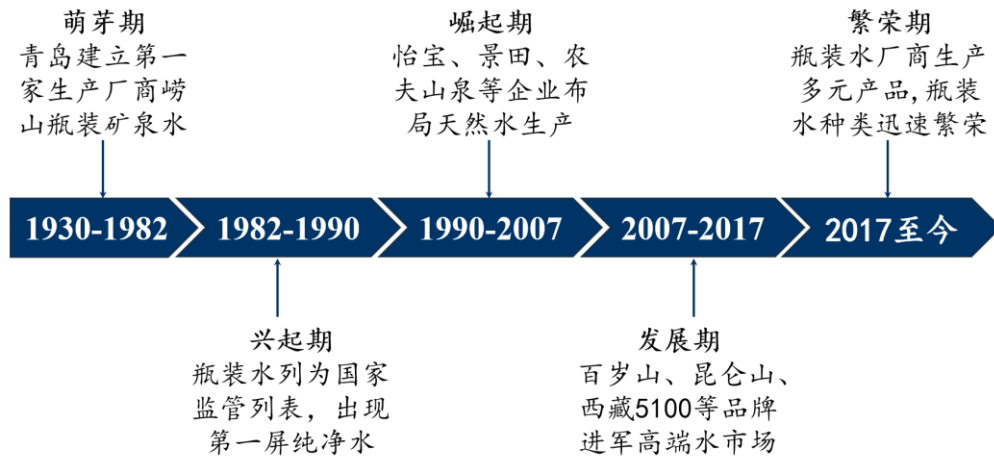 萌芽期
青岛建立第一
家生产厂商崂
山瓶装矿泉水
崛起期
怡宝、景田、农
夫山泉等企业布
局天然水生产
繁荣期
瓶装水厂商生产
多元产品,瓶装
水种类迅速繁荣
1930-1982
1982-1990
1990-2007
2007-2017
2017至今
兴起期
瓶装水列为国家
监管列表，出现
第一屏纯净水
发展期
百岁山、昆仑山、
西藏5100等品牌
进军高端水市场